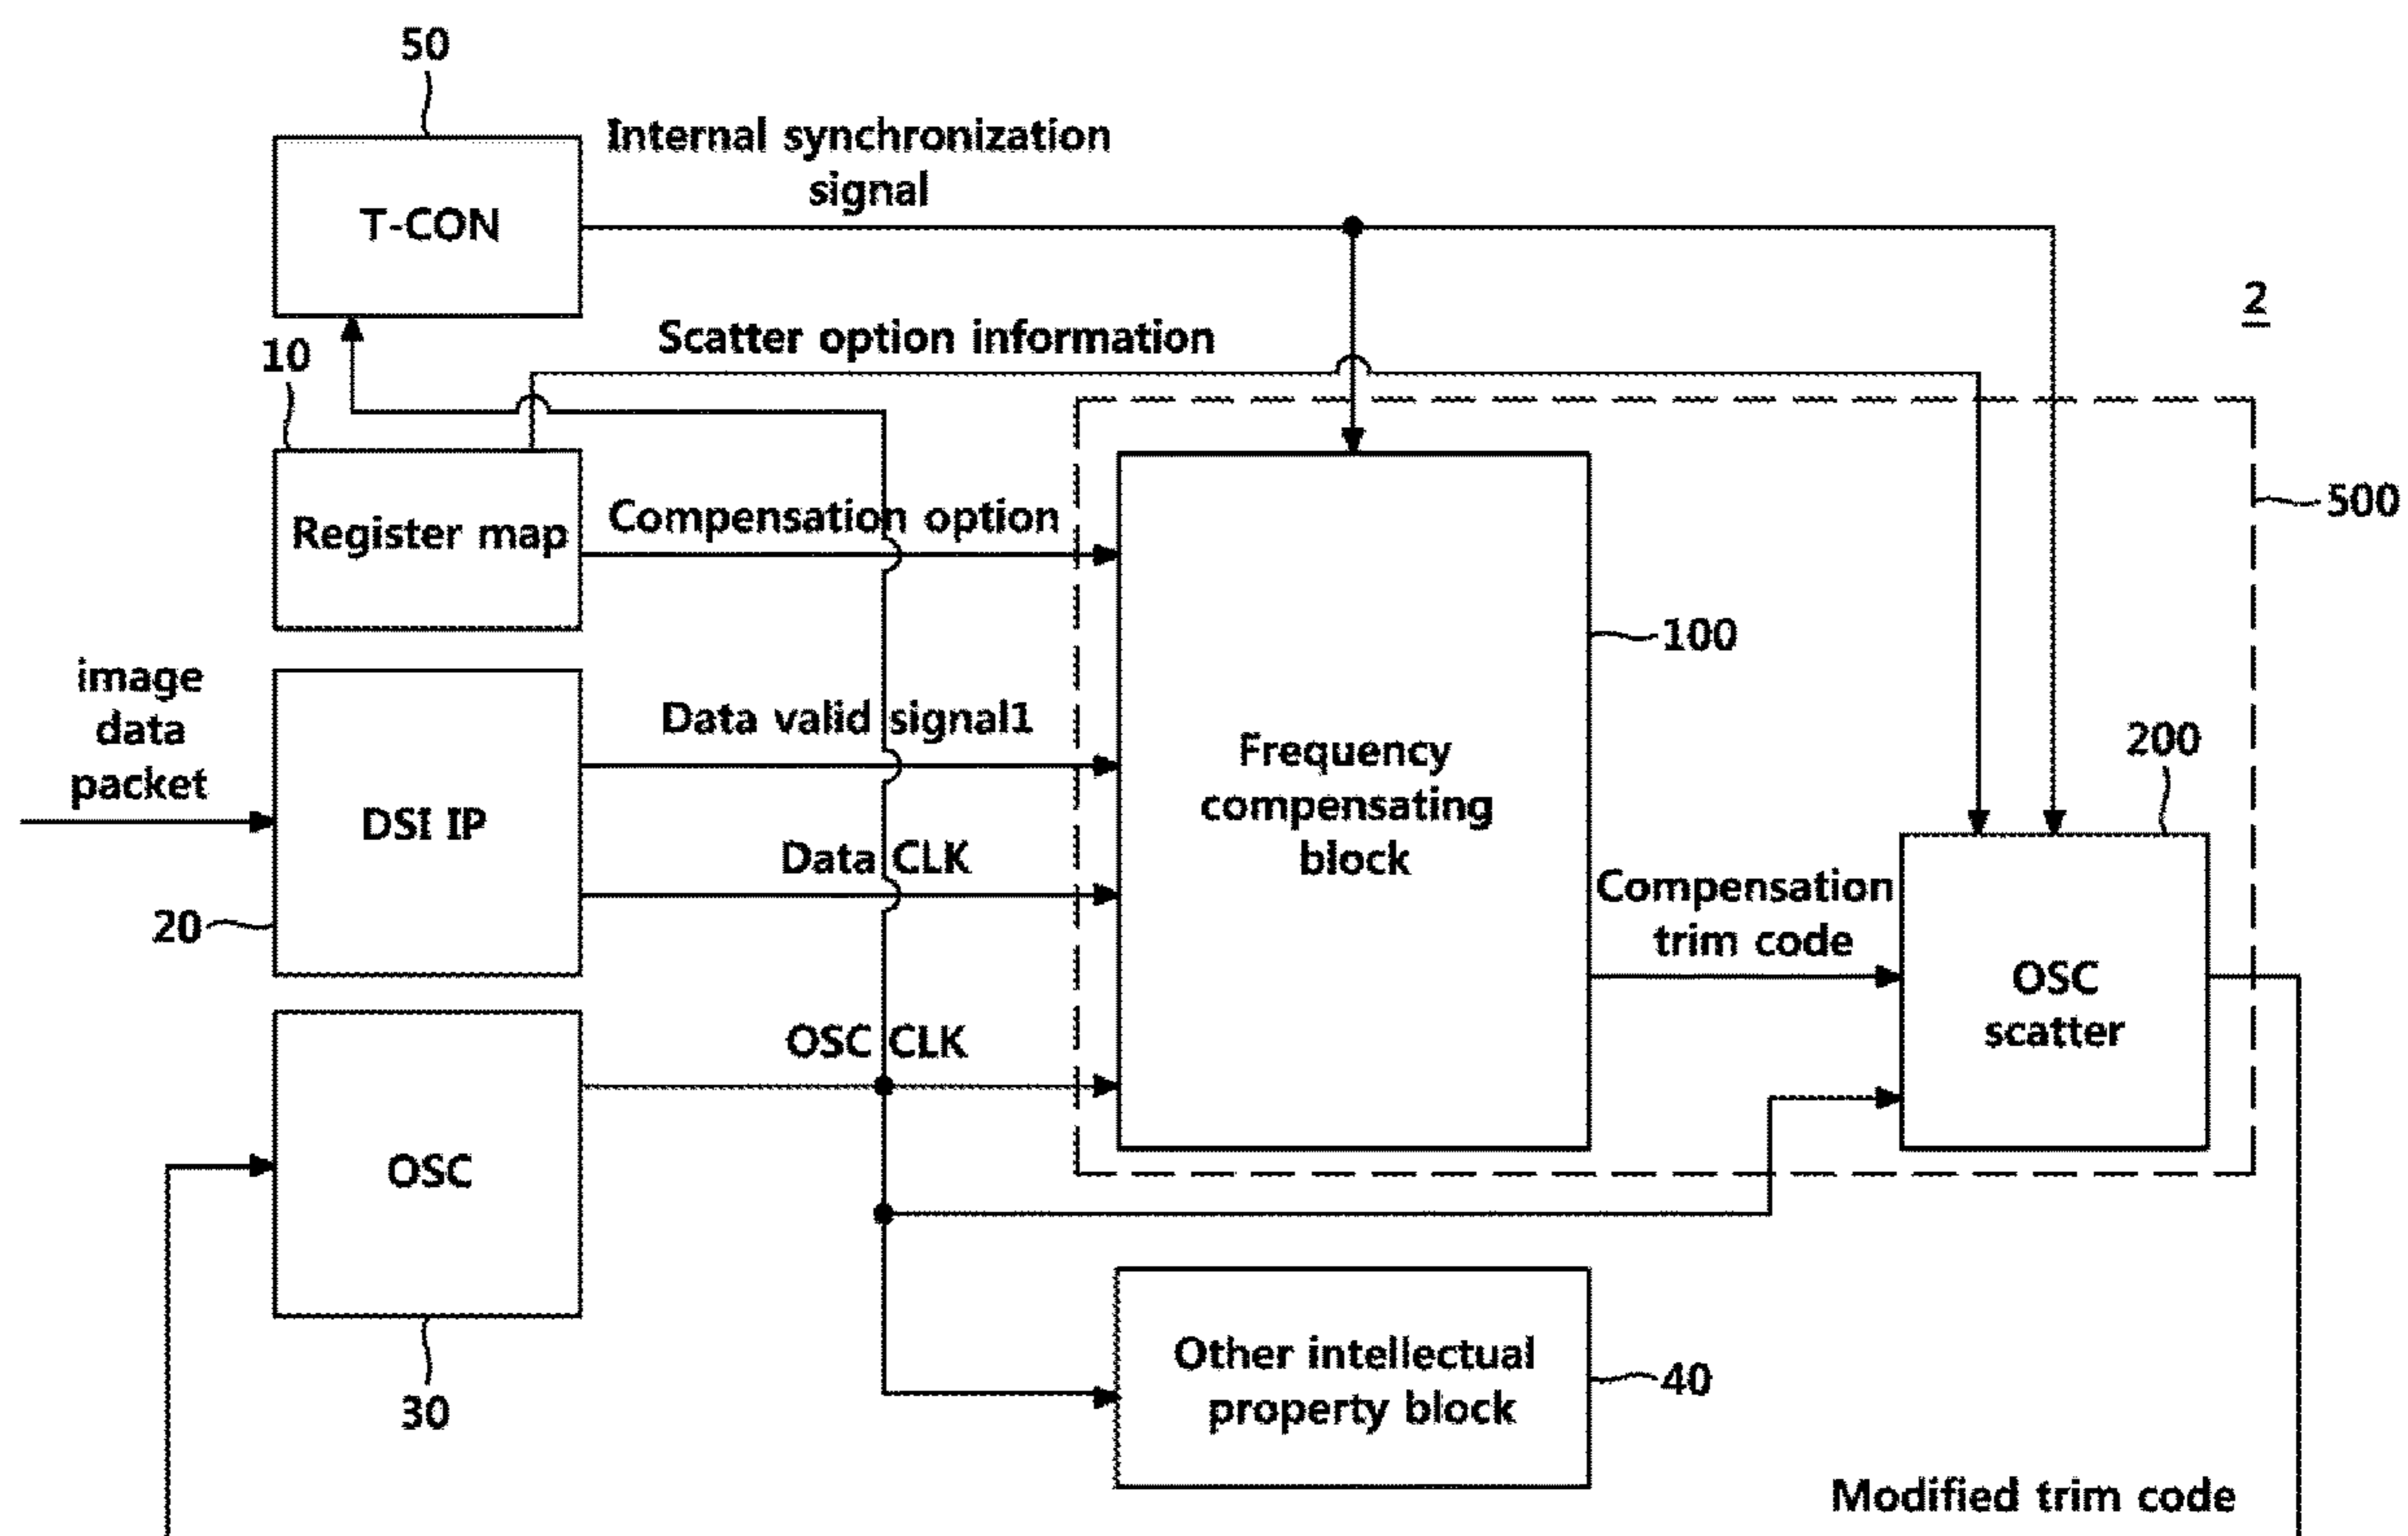 50
Internal synchronization
signal
T-CON
2
Scatter option information
10
500
Compensation option
Register map
100
image
data
packet
Data valid signal1
200
Frequency
compensating
block
DSI IP
Data CLK
Compensation
trim code
20
OSC
scatter
OSC CLK
OSC
Other intellectual
property block
40
30
Modified trim code